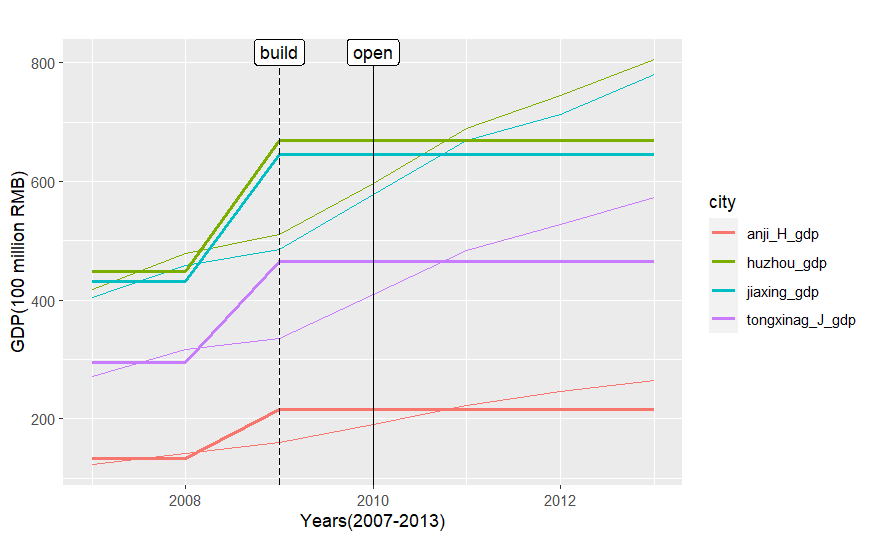 build
open
800
600
400
200
GDP(100 million RMB)
2008
2010
2012
Years(2007-2013)
city
anji_H_gdp
huzhou_gdp
jiaxing_gdp
tongxinag_J_gdp